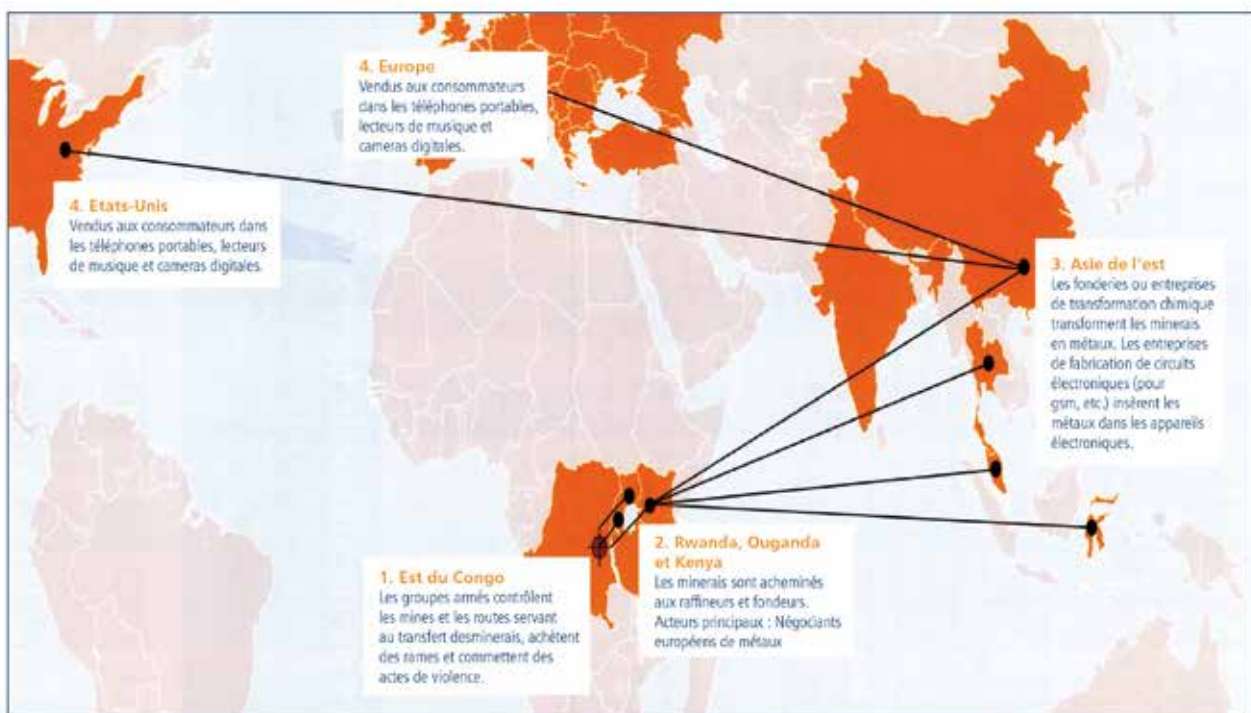 4. Europe
Vendus aux consommateurs
dans les téléphones portables,
lecteurs de musique et
cameras digitales.
4. Etats-Unis
Vendus aux consommateurs dans
les téléphones portables, lecteurs
de musique et cameras digitales.
3. Asie de l'est
Les fonderies ou entreprises
de transformation chimique
transforment les minerais
en métaux. Les entreprises
de fabrication de circuits
électroniques (pour
gsm, etc.) insèrent les
métaux dans les appareils
électroniques.
2. Rwanda, Ouganda
et Kenya
Les minerais sont acheminés
aux raffineurs et fondeurs.
Acteurs principaux : Négociants
européens de métaux
1. Est du Congo
Les groupes armés contrôlent
les mines et les routes servant
au transfert desminerais, achètent
des rames et commettent des
actes de violence.